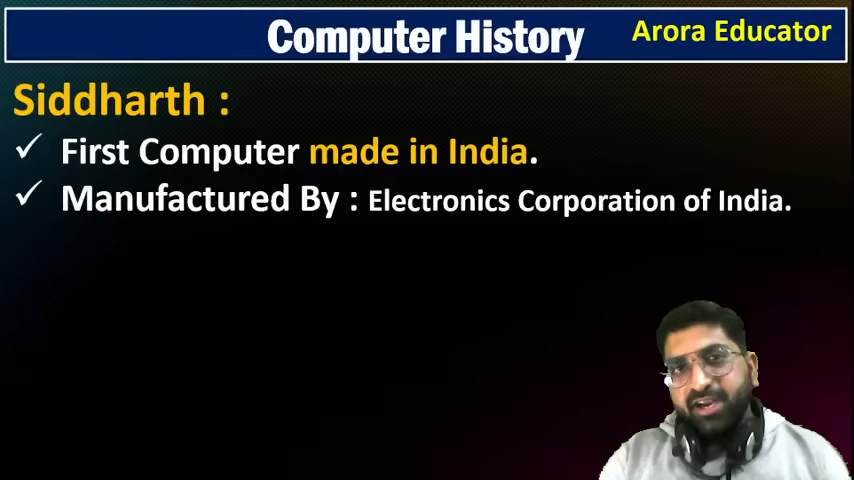 Computer History
Arora Educator
Siddharth :
✓ First Computer made in India.
✓ Manufactured By : Electronics Corporation of India.